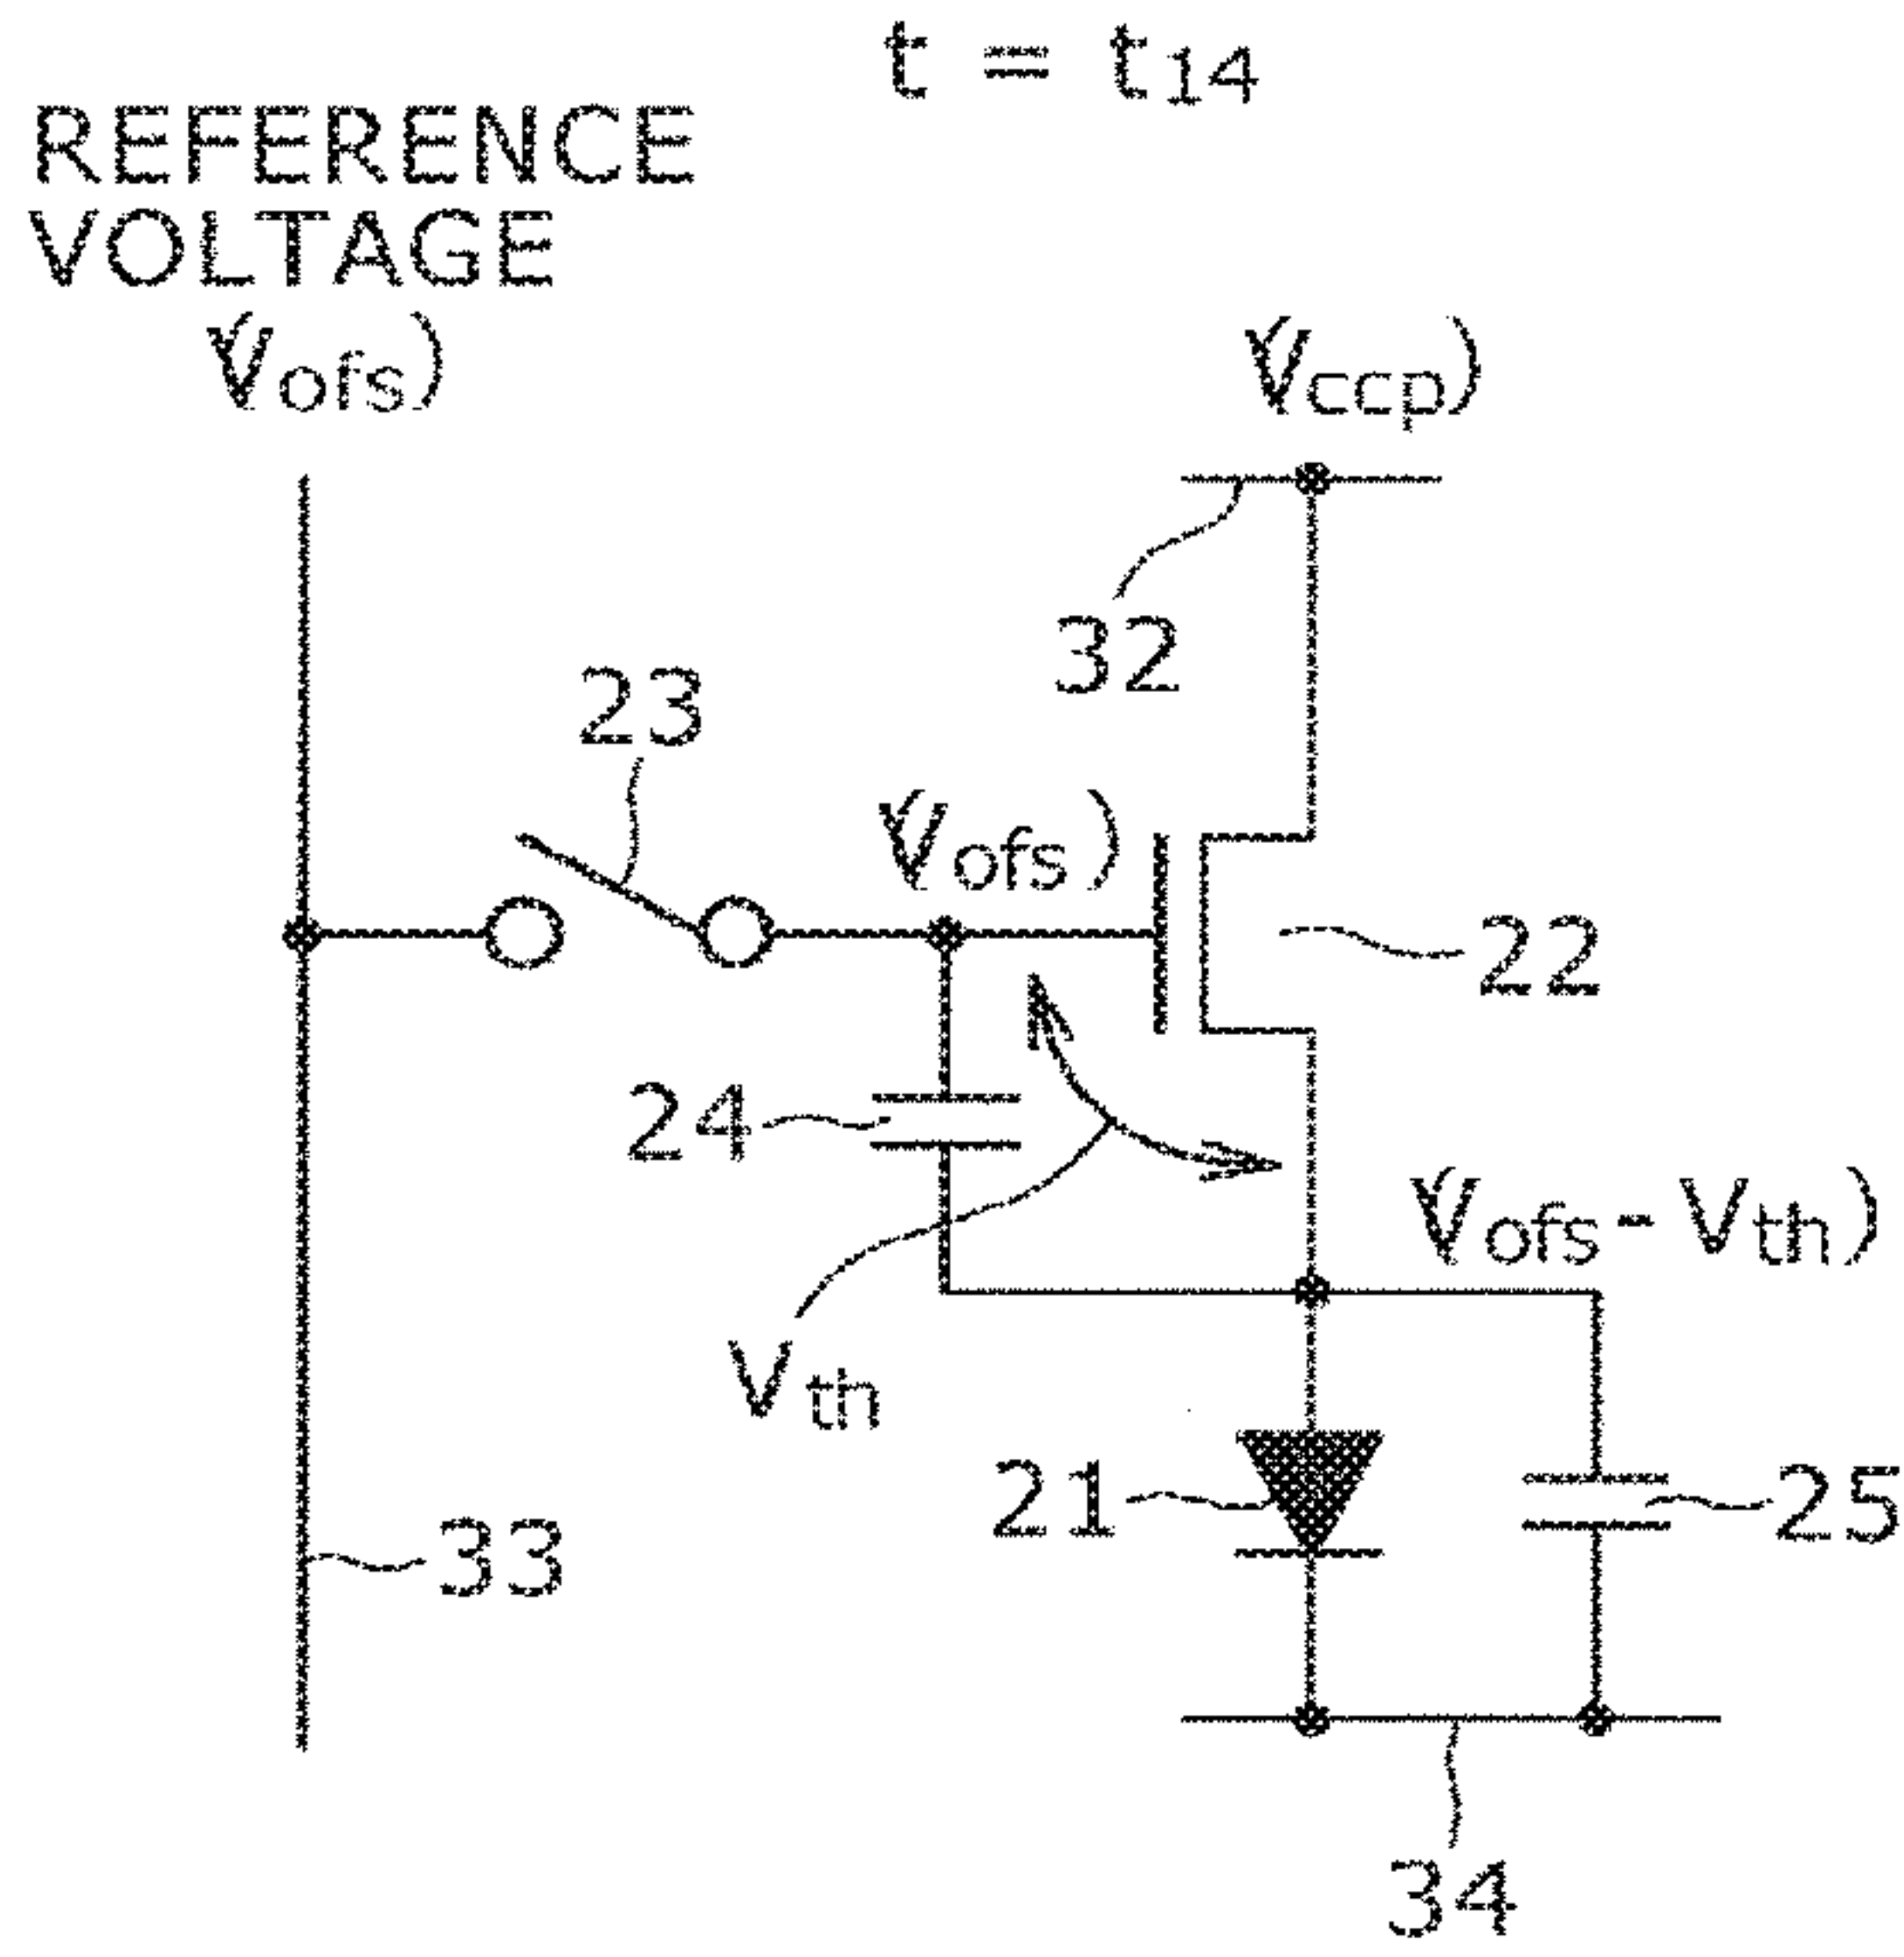 t = t14
REFERENCE
VOLTAGE
(Vofs)
(Vccp)
32
23
(Vofs)
22
24
(Vofs - Vth)
Vth
21
25
33
34